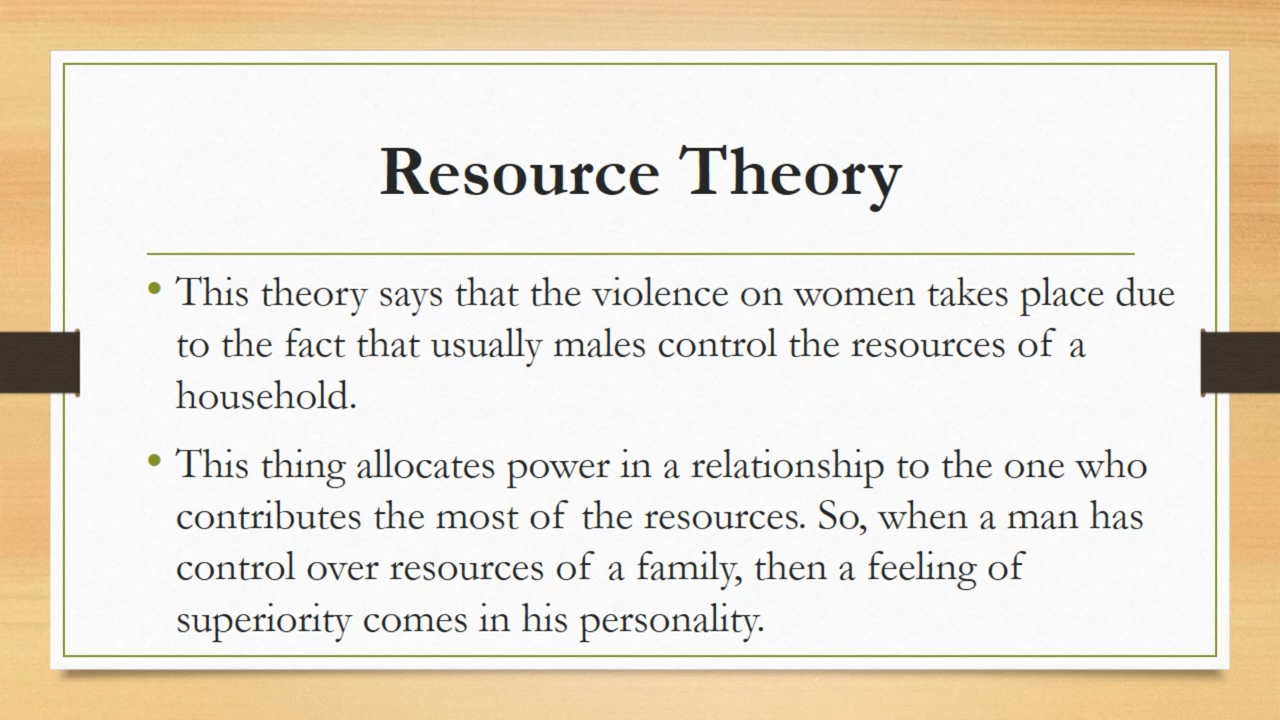 Resource Theory
• This theory says that the violence on women takes place due
to the fact that usually males control the resources of a
household.
• This thing allocates power in a relationship to the one who
contributes the most of the resources. So, when a man has
control over resources of a family, then a feeling of
superiority comes in his personality.